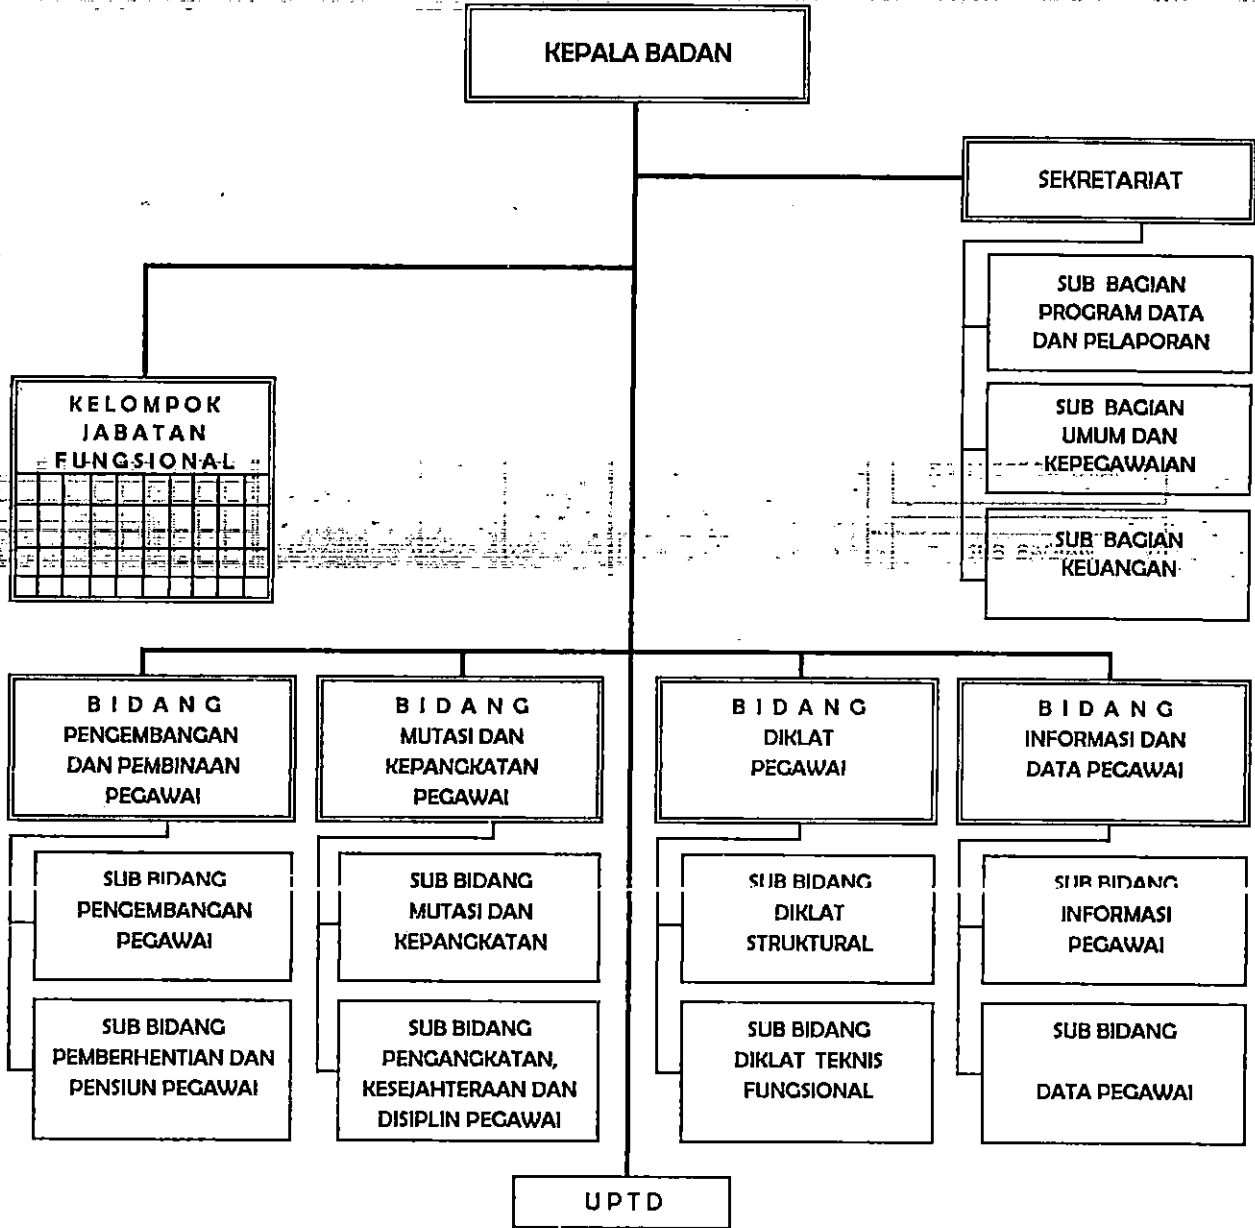 KEPALA BADAN
SEKRETARIAT
SUB BAGIAN
PROGRAM DATA
DAN PELAPORAN
SUB BAGIAN
UMUM DAN
KEPEGAWAIAN
SUB BAGIAN
KEUANGAN
KELOMPOK
JABATAN
FUNGSIONAL
BIDANG
PENGEMBANGAN
DAN PEMBINAAN
PEGAWAI
BIDANG
MUTASI DAN
KEPANGKATAN
PEGAWAI
BIDANG
DIKLAT
PEGAWAI
BIDANG
INFORMASI DAN
DATA PEGAWAI
SUB BIDANG
PENGEMBANGAN
PEGAWAI
SUB BIDANG
MUTASI DAN
KEPANGKATAN
SUB BIDANG
DIKLAT
STRUKTURAL
SUB BIDANG
INFORMASI
PEGAWAI
SUB BIDANG
PEMBERHENTIAN DAN
PENSIUN PEGAWAI
SUB BIDANG
PENGANGKATAN,
KESEJAHTERAAN DAN
DISIPLIN PEGAWAI
SUB BIDANG
DIKLAT TEKNIS
FUNGSIONAL
SUB BIDANG
DATA PEGAWAI
UPTD